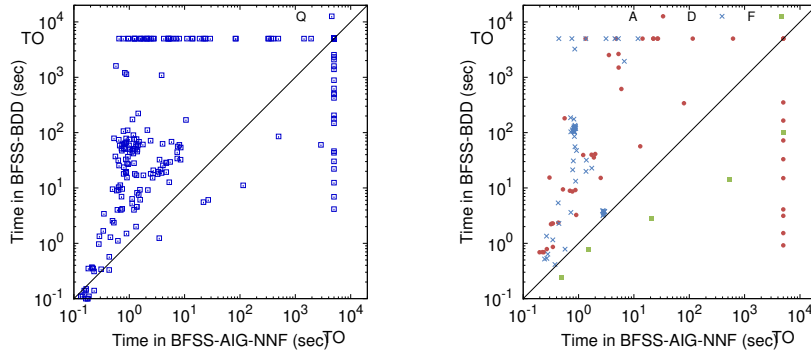 Q
TO
10^4
10^3
10^2
10^1
10^0
10^-1
Time in BFSS-BDD (sec)
10^-1 10^0 10^1 10^2 10^3 10^4
Time in BFSS-AIG-NNF (sec) TO
A D F
TO
10^4
10^3
10^2
10^1
10^0
10^-1
Time in BFSS-BDD (sec)
10^-1 10^0 10^1 10^2 10^3 10^4
Time in BFSS-AIG-NNF (sec) TO